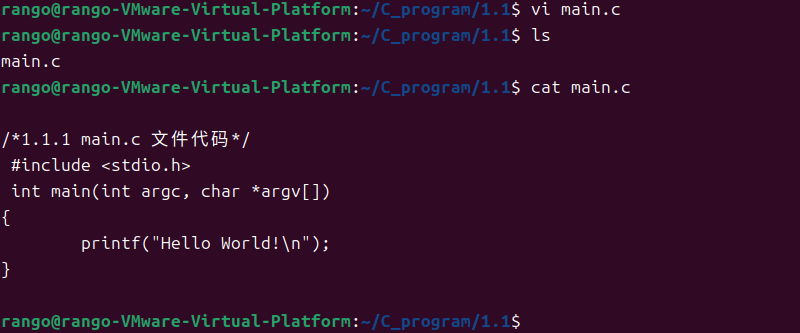 rango@rango-VMware-Virtual-Platform:~/C_program/1.1$ vi main.c
rango@rango-VMware-Virtual-Platform:~/C_program/1.1$ ls
main.c
rango@rango-VMware-Virtual-Platform:~/C_program/1.1$ cat main.c

/*1.1.1 main.c 文件代码*/
 #include <stdio.h>
 int main(int argc, char *argv[])
{
        printf("Hello World!\n");
}

rango@rango-VMware-Virtual-Platform:~/C_program/1.1$